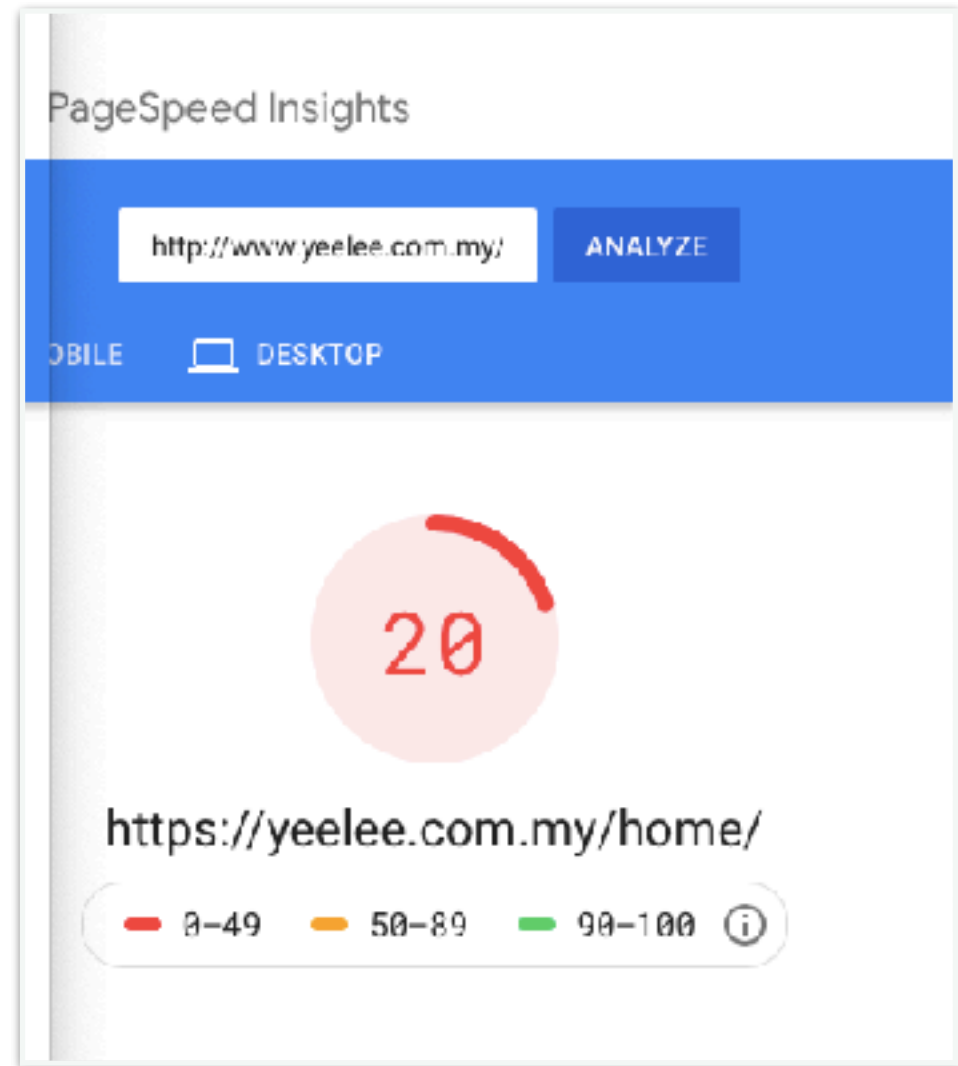 PageSpeed Insights
http://www.yeelee.com.my/ ANALYZE
OBILE DESKTOP
20
https://yeelee.com.my/home/
0–49 50–89 90–100